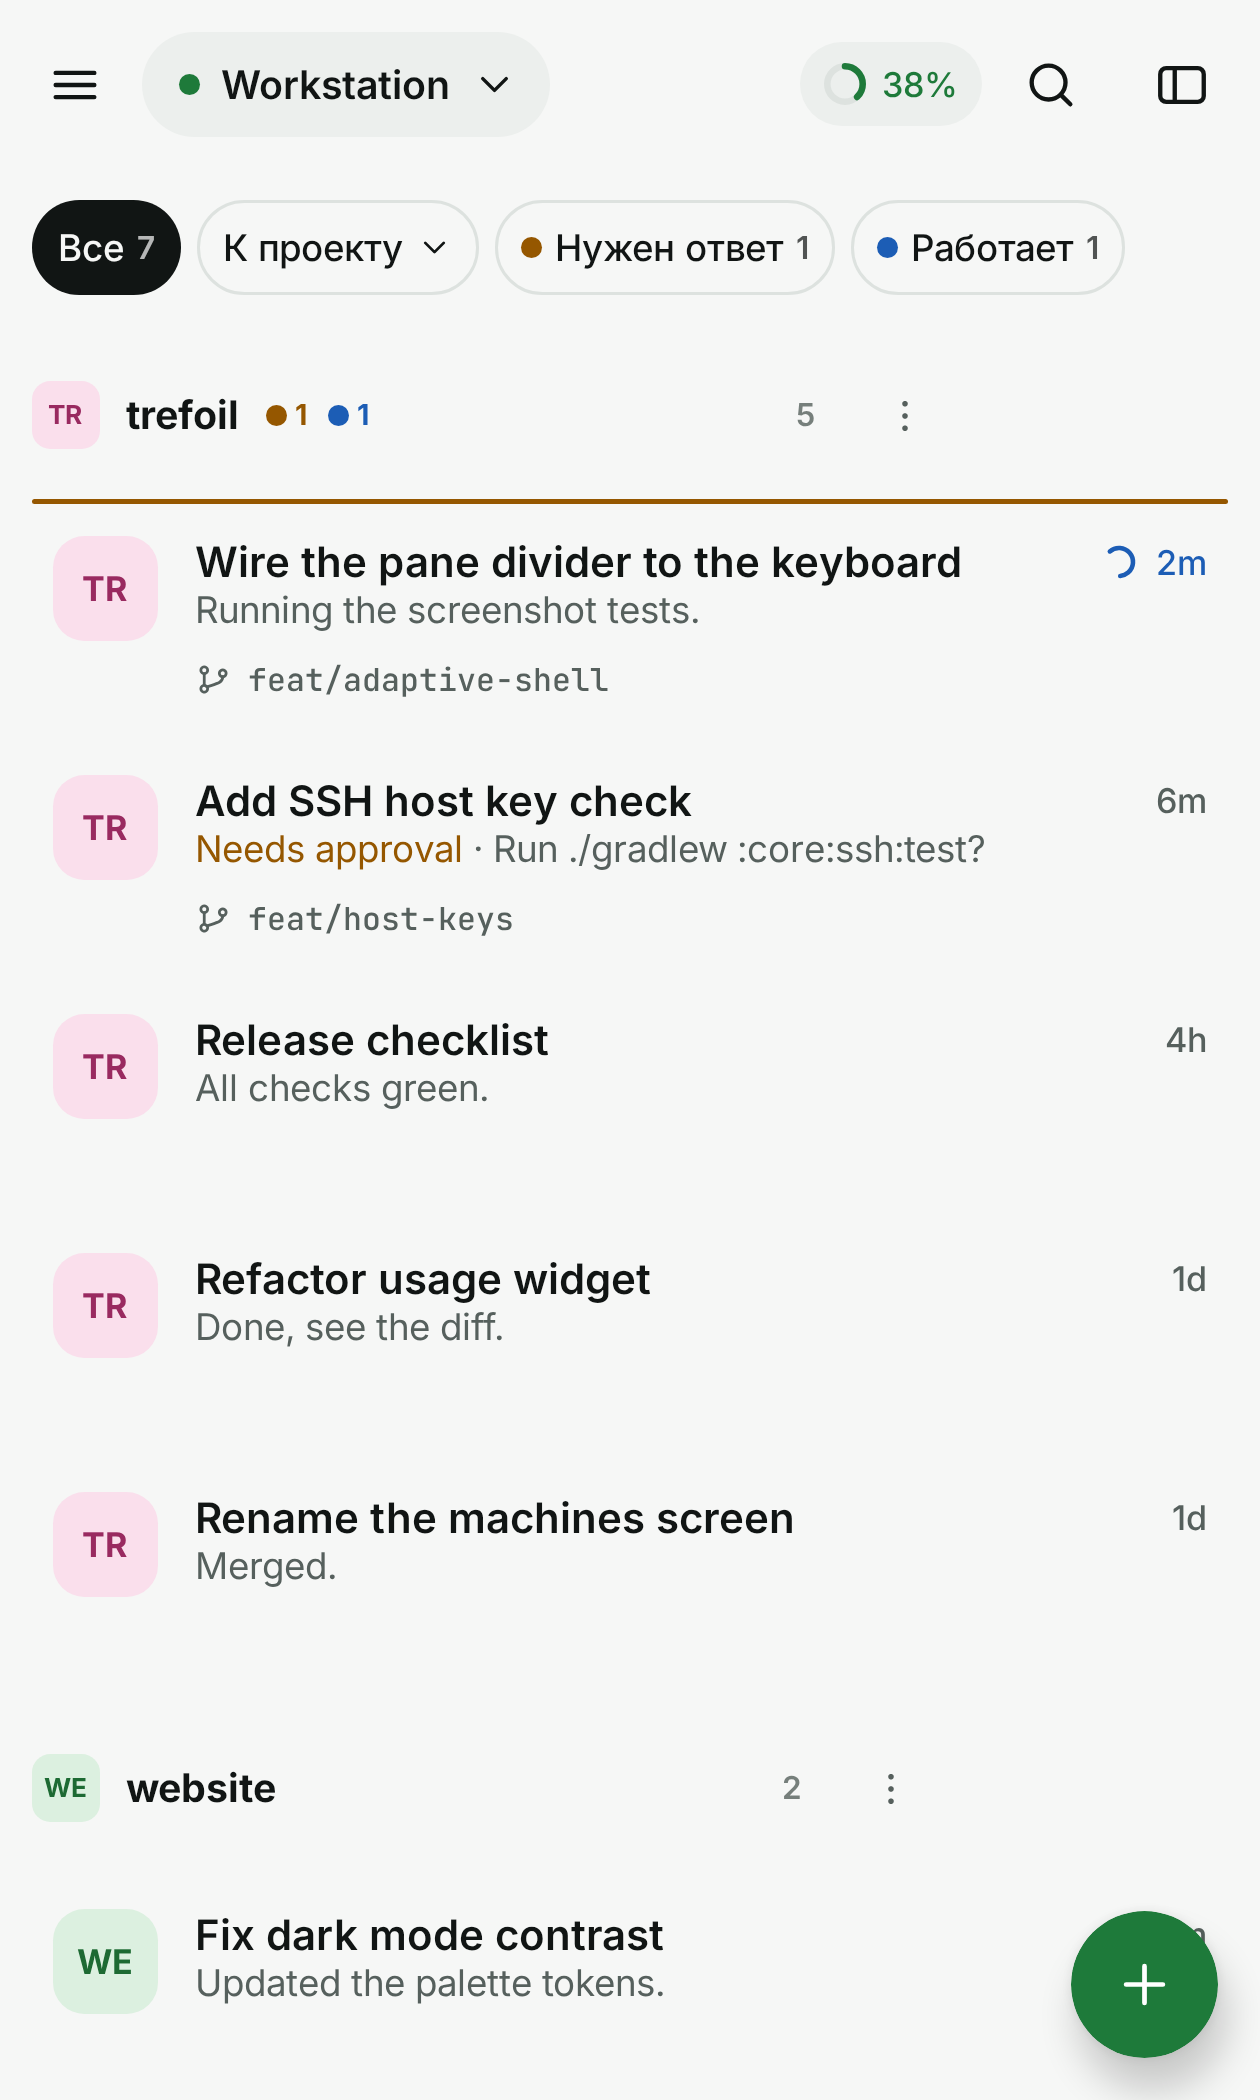 Workstation
38%
Все 7
К проекту
Нужен ответ 1
Работает 1
TR trefoil 1 1 5
TR Wire the pane divider to the keyboard 2m
Running the screenshot tests.
feat/adaptive-shell
TR Add SSH host key check 6m
Needs approval · Run ./gradlew :core:ssh:test?
feat/host-keys
TR Release checklist 4h
All checks green.
TR Refactor usage widget 1d
Done, see the diff.
TR Rename the machines screen 1d
Merged.
WE website 2
WE Fix dark mode contrast
Updated the palette tokens.